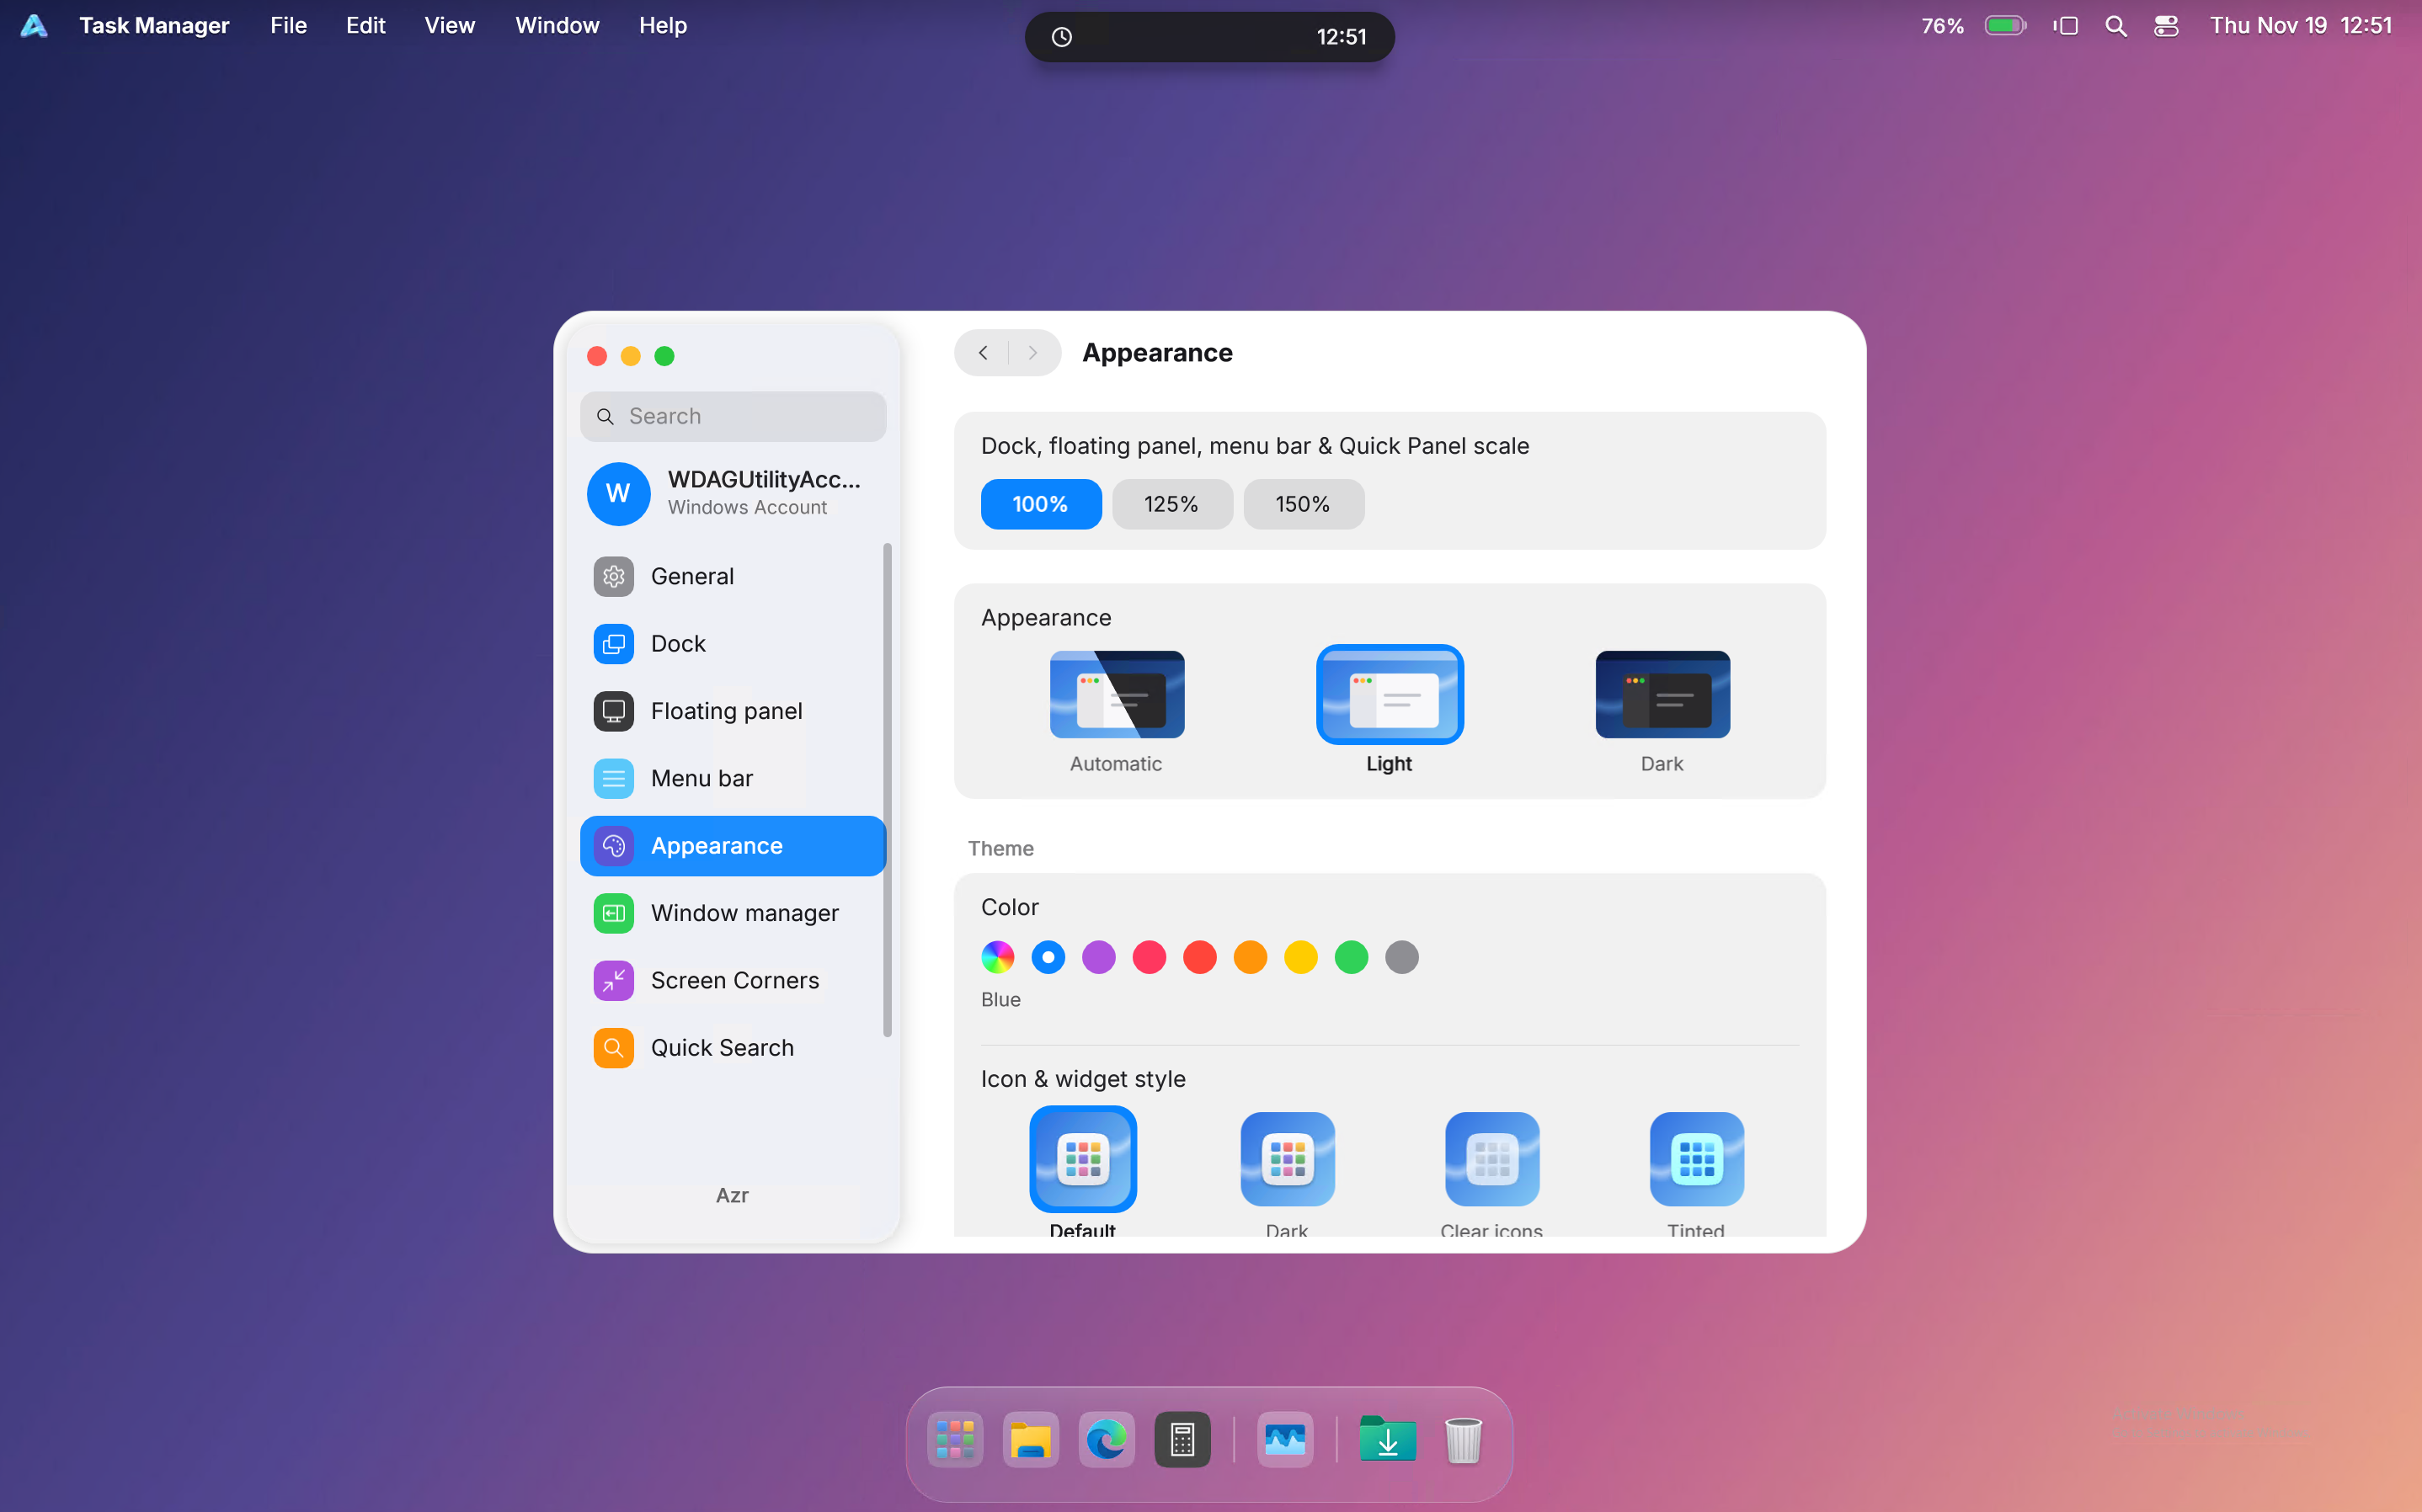 Task Manager File Edit View Window Help
12:51
76% Thu Nov 19 12:51
Search
W
WDAGUtilityAcc...
Windows Account
General
Dock
Floating panel
Menu bar
Appearance
Window manager
Screen Corners
Quick Search
Azr
Appearance
Dock, floating panel, menu bar & Quick Panel scale
100% 125% 150%
Appearance
Automatic Light Dark
Theme
Color
Blue
Icon & widget style
Default Dark Clear icons Tinted